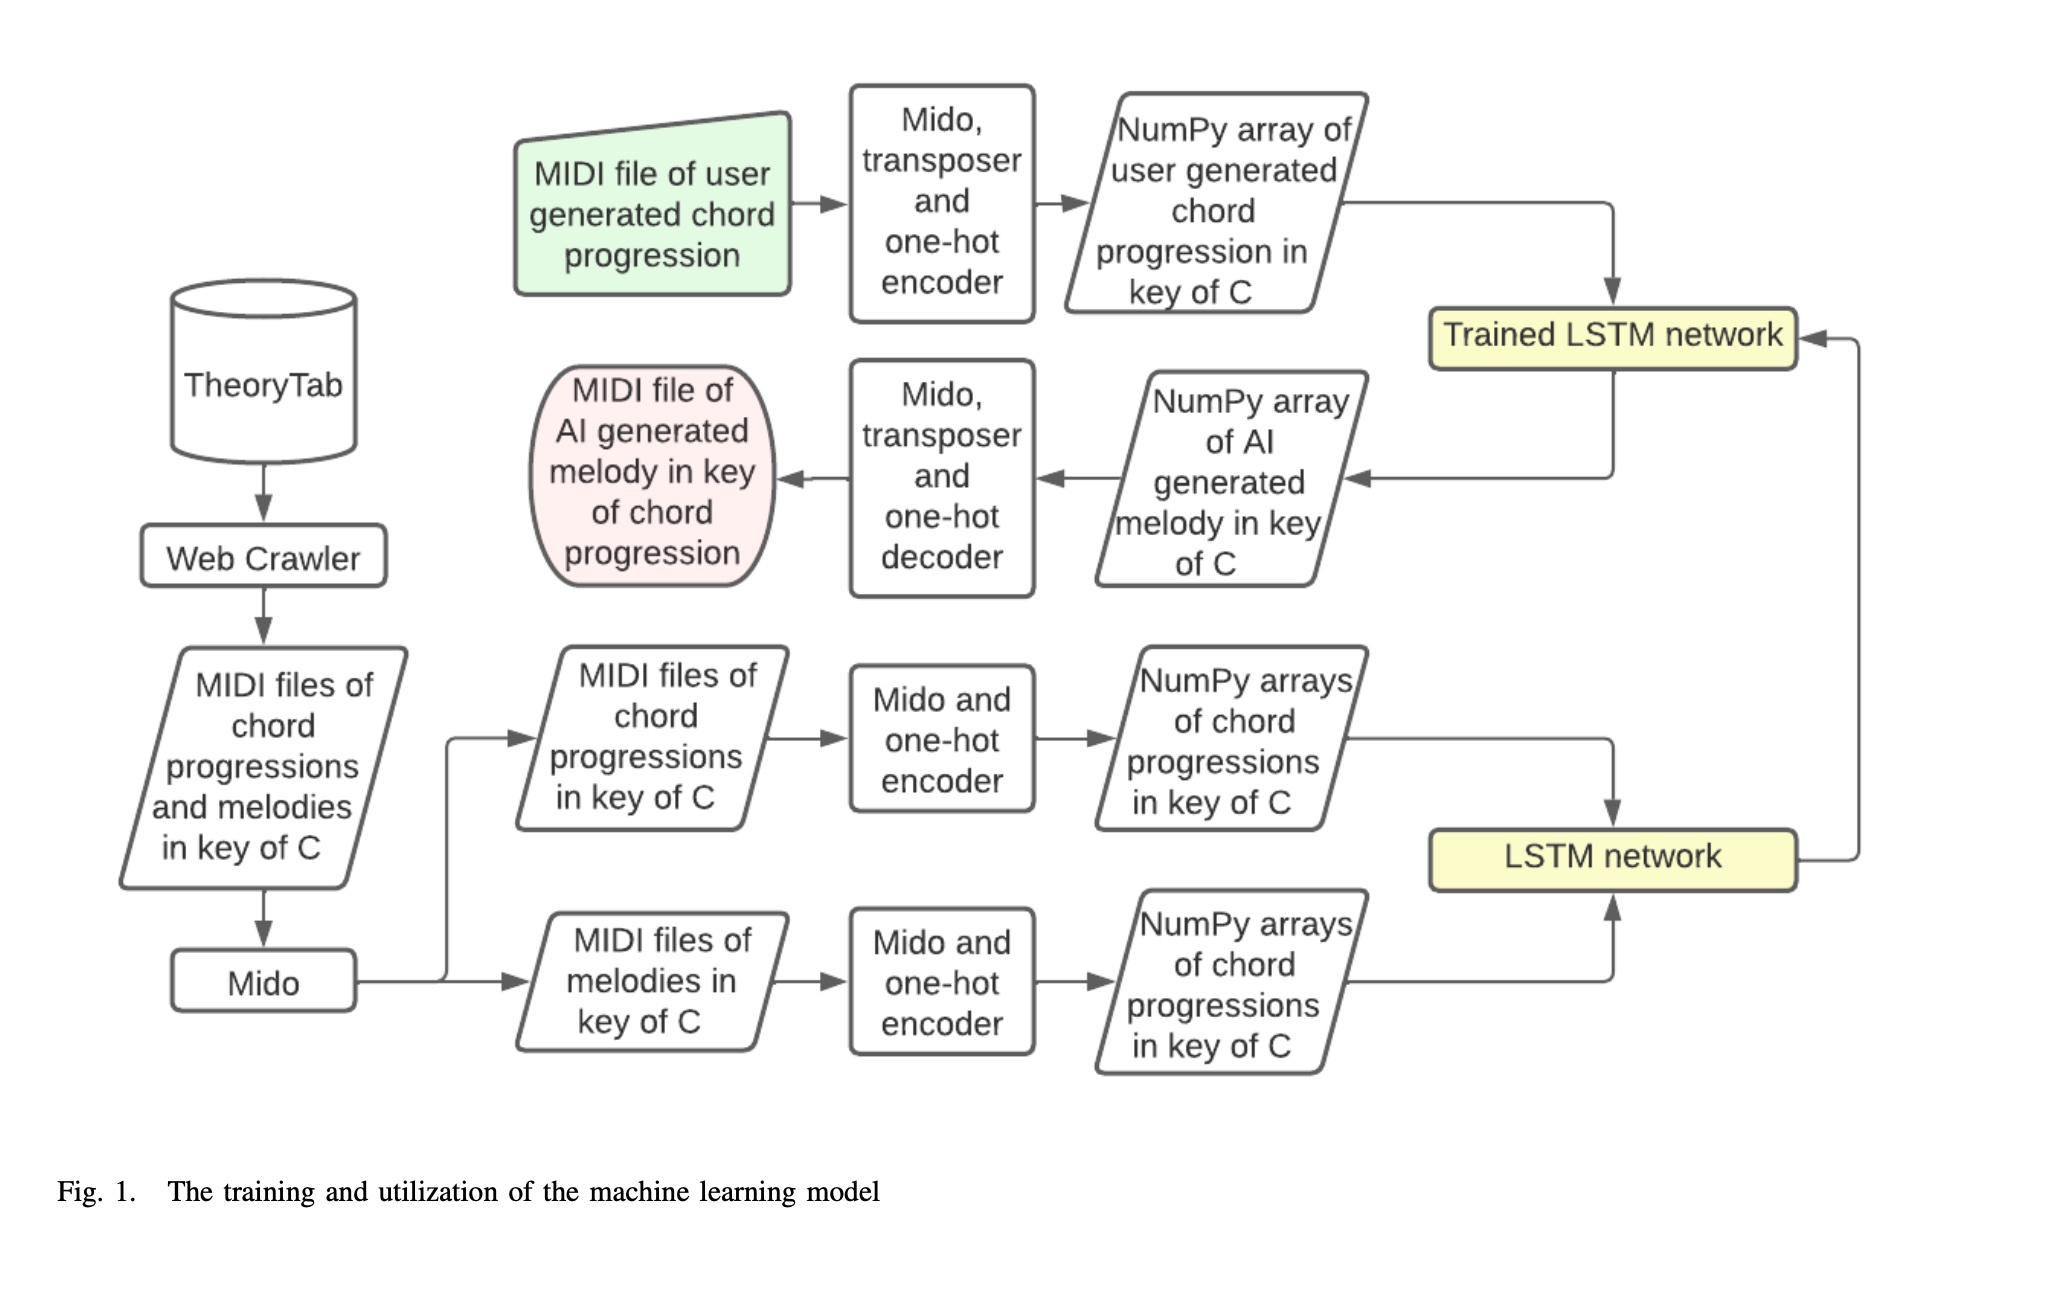 MIDI file of user
generated chord
progression
Mido,
transposer
and
one-hot
encoder
NumPy array of
user generated
chord
progression in
key of C
Trained LSTM network
TheoryTab
MIDI file of
AI generated
melody in key
of chord
progression
Mido,
transposer
and
one-hot
decoder
NumPy array
of AI
generated
melody in key
of C
Web Crawler
MIDI files of
chord
progressions
and melodies
in key of C
MIDI files of
chord
progressions
in key of C
Mido and
one-hot
encoder
NumPy arrays
of chord
progressions
in key of C
LSTM network
Mido
MIDI files of
melodies in
key of C
Mido and
one-hot
encoder
NumPy arrays
of chord
progressions
in key of C
Fig. 1. The training and utilization of the machine learning model